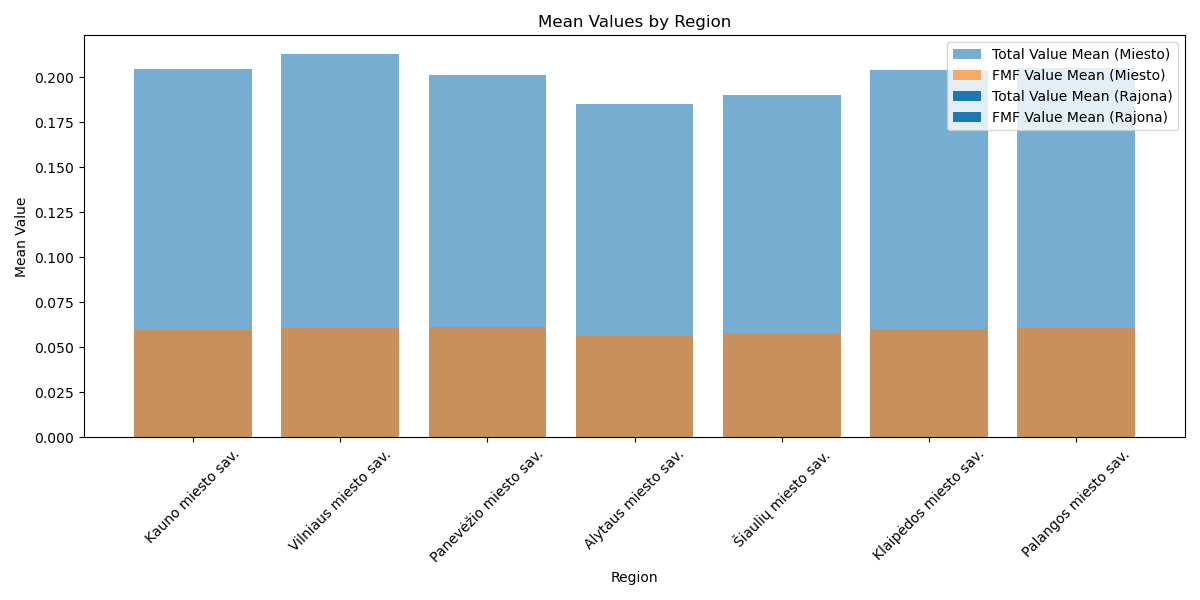 Mean Values by Region
Total Value Mean (Miesto)
FMF Value Mean (Miesto)
Total Value Mean (Rajona)
FMF Value Mean (Rajona)
Mean Value
0.200
0.175
0.150
0.125
0.100
0.075
0.050
0.025
0.000
Kauno miesto sav.
Vilniaus miesto sav.
Panevėžio miesto sav.
Alytaus miesto sav.
Šiaulių miesto sav.
Klaipėdos miesto sav.
Palangos miesto sav.
Region